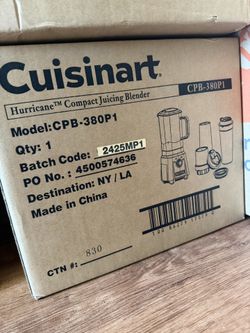 Cuisinart®
Hurricane™ Compact Juicing Blender
CPB-380P1
Model:CPB-380P1
Qty: 1
Batch Code: 2425MP1
PO No.: 4500574636
Destination: NY / LA
Made in China
CTN #: 830